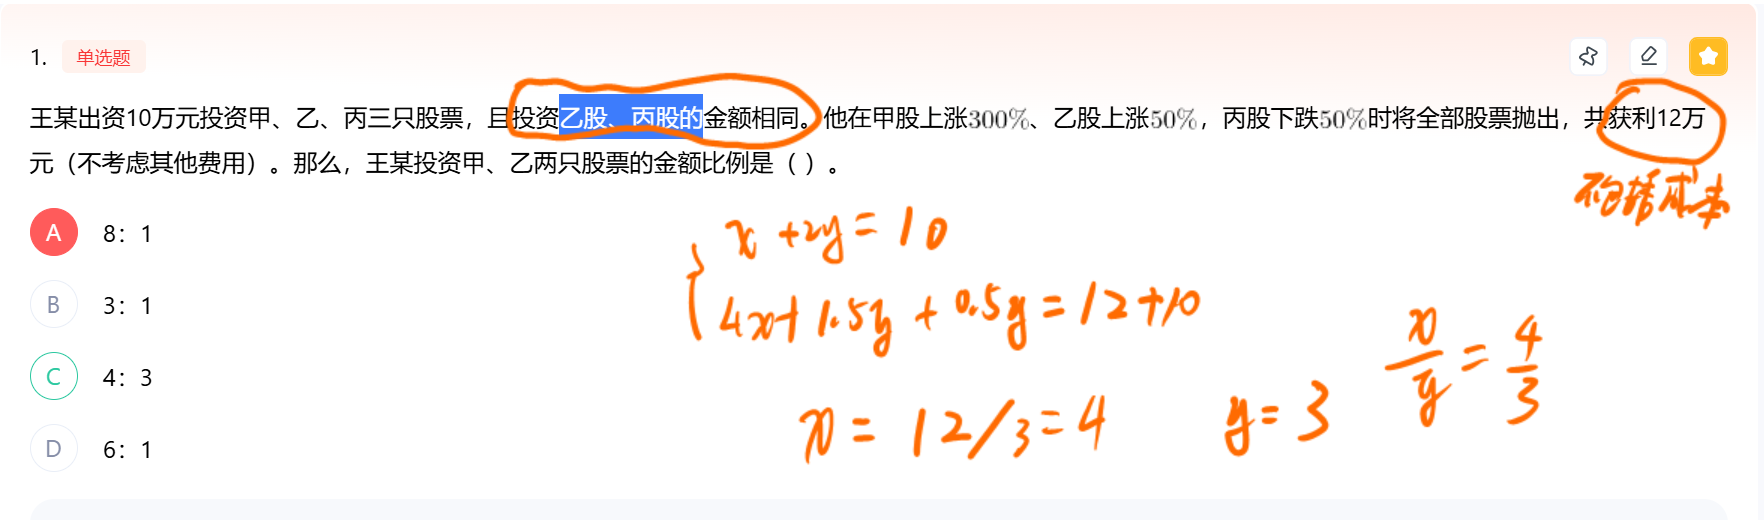 1. 单选题
王某出资10万元投资甲、乙、丙三只股票，且投资乙股、丙股的金额相同。他在甲股上涨300%、乙股上涨50%，丙股下跌50%时将全部股票抛出，共获利12万
元（不考虑其他费用）。那么，王某投资甲、乙两只股票的金额比例是（ ）。
不包括成本
A 8：1
x+2y=10
B 3：1
4x+1.5y+0.5y=12+10
C 4：3
x/y=4/3
x=12/3=4 y=3
D 6：1